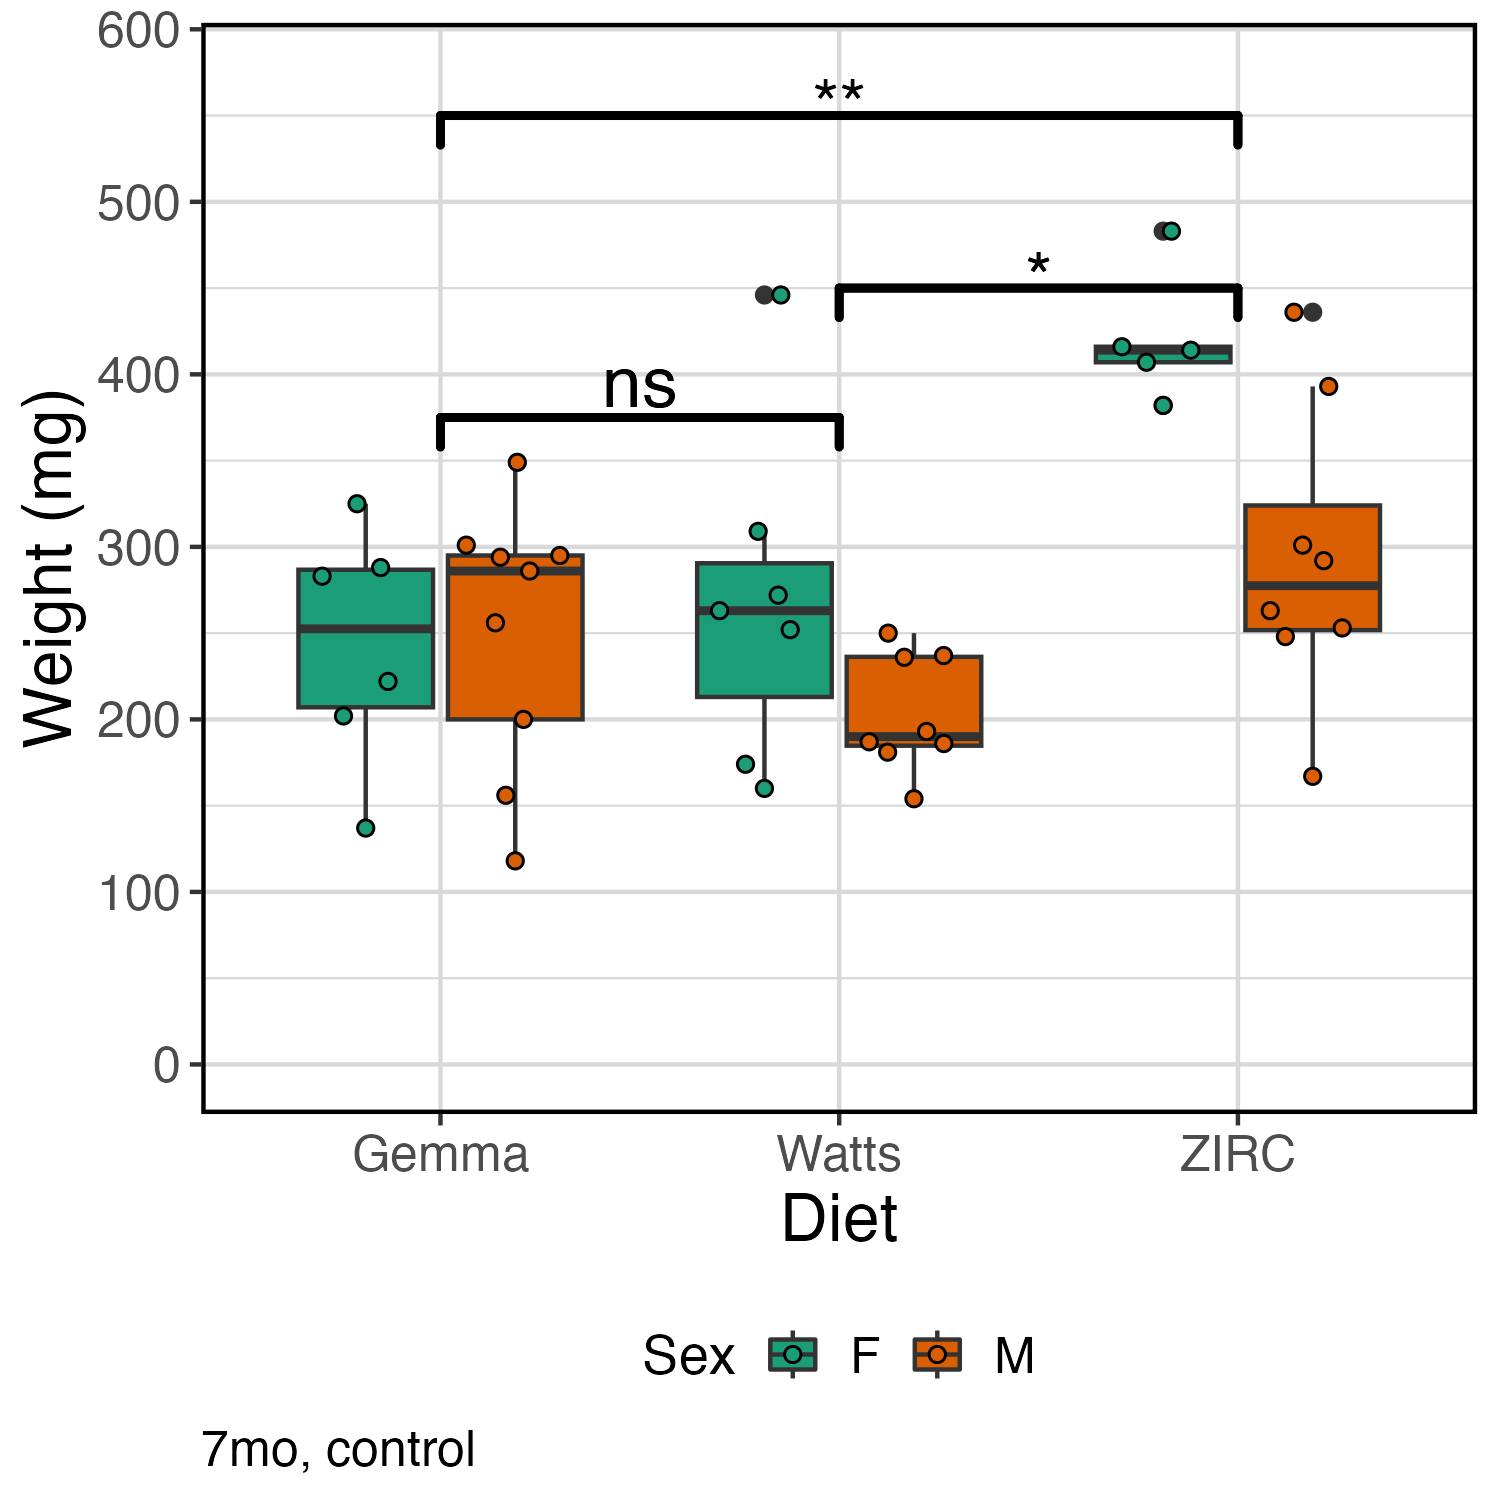 600
**
500
*
400
ns
300
200
100
0
Weight (mg)
Gemma Watts ZIRC
Diet
Sex F M
7mo, control